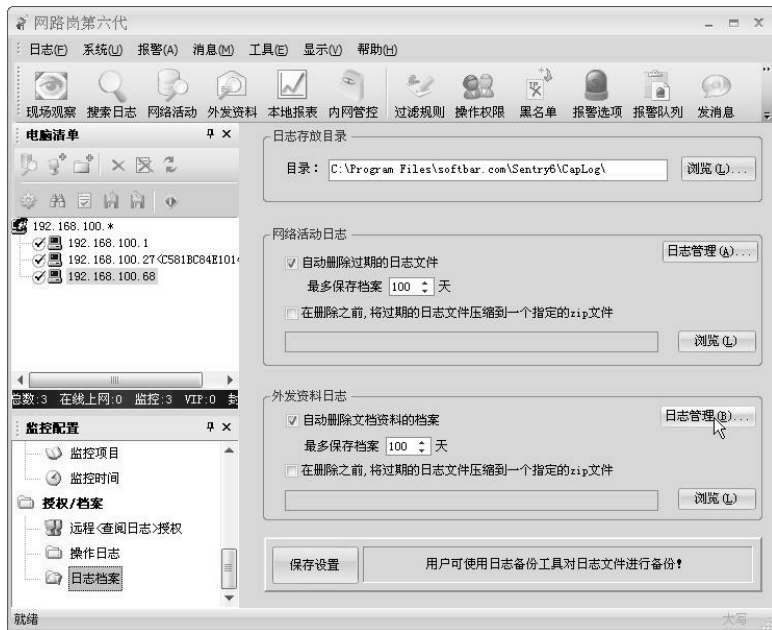 网路岗第六代
日志(F) 系统(U) 报警(A) 消息(M) 工具(E) 显示(V) 帮助(H)
现场观察 搜索日志 网络活动 外发资料 本地报表 内网管控 过滤规则 操作权限 黑名单 报警选项 报警队列 发消息
电脑清单
192.168.100.*
192.168.100.1
192.168.100.27<C581BC84E101
192.168.100.68
总数:3 在线上网:0 监控:3 VIP:0
监控配置
监控项目
监控时间
授权/档案
远程<查阅日志>授权
操作日志
日志档案
日志存放目录
目录: C:\Program Files\softbar.com\Sentry6\CapLog\ 浏览(L)...
网络活动日志
日志管理(A)...
自动删除过期的日志文件
最多保存档案 100 天
在删除之前,将过期的日志文件压缩到一个指定的zip文件
浏览(L)
外发资料日志
日志管理(B)...
自动删除文档资料的档案
最多保存档案 100 天
在删除之前,将过期的日志文件压缩到一个指定的zip文件
浏览(L)
保存设置 用户可使用日志备份工具对日志文件进行备份!
就绪 大写